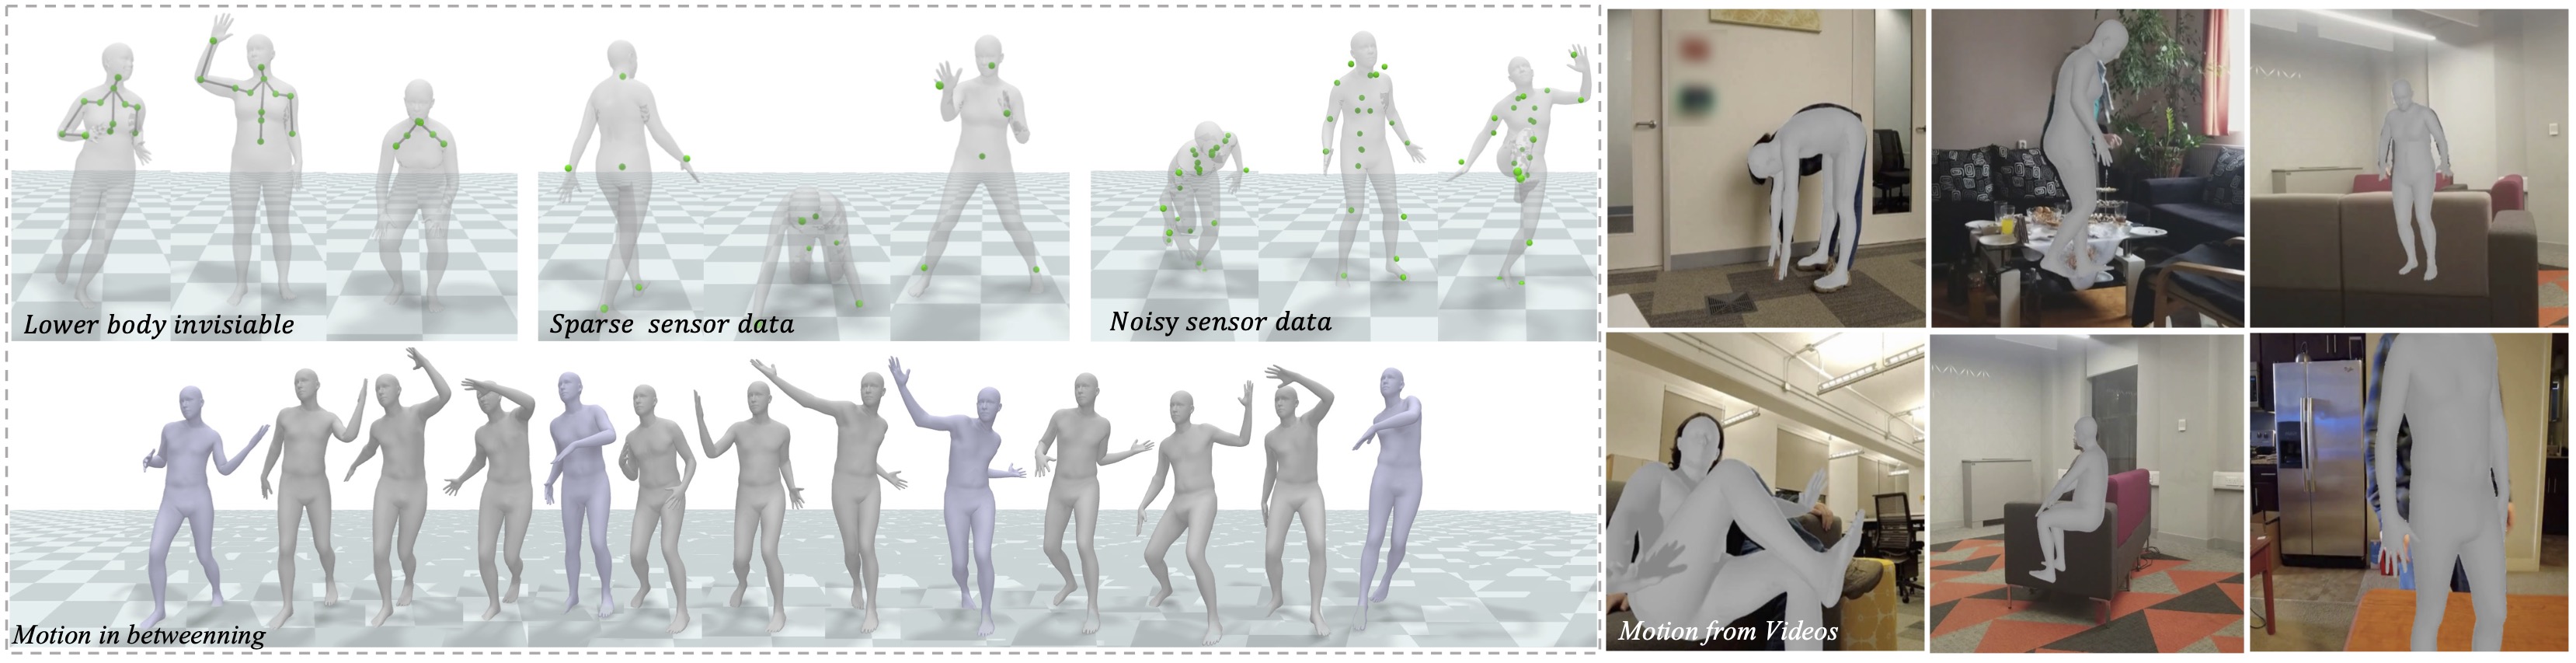 Lower body invisiable
Sparse sensor data
Noisy sensor data
Motion in betweenning
Motion from Videos